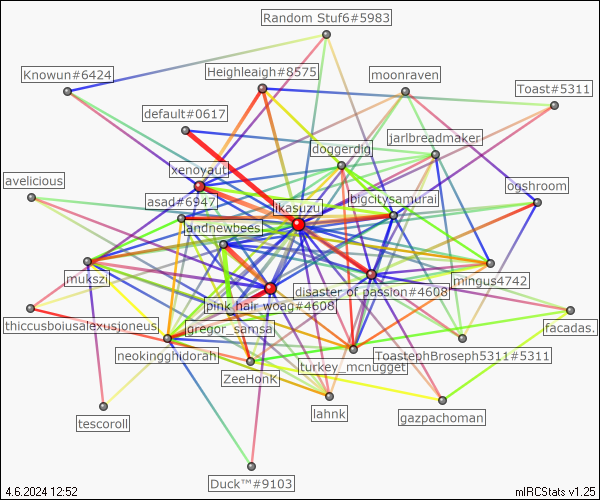 Random Stuf6#5983
Knowun#6424
Heighleaigh#8575
moonraven
Toast#5311
default#0617
jarlbreadmaker
doggerdig
xenoyaut
avelicious
ogshroom
asad#6947
ikasuzu
bigcitysamurai
andnewbees
mukszi
mingus4742
disaster of passion#4608
pink hair woag#4608
thiccusboiusalexusjoneus
gregor_samsa
facadas.
neokingghidorah
ToastephBroseph5311#5311
turkey_mcnugget
ZeeHonK
lahnk
gazpachoman
tescoroll
Duck™#9103
4.6.2024 12:52
mIRCStats v1.25